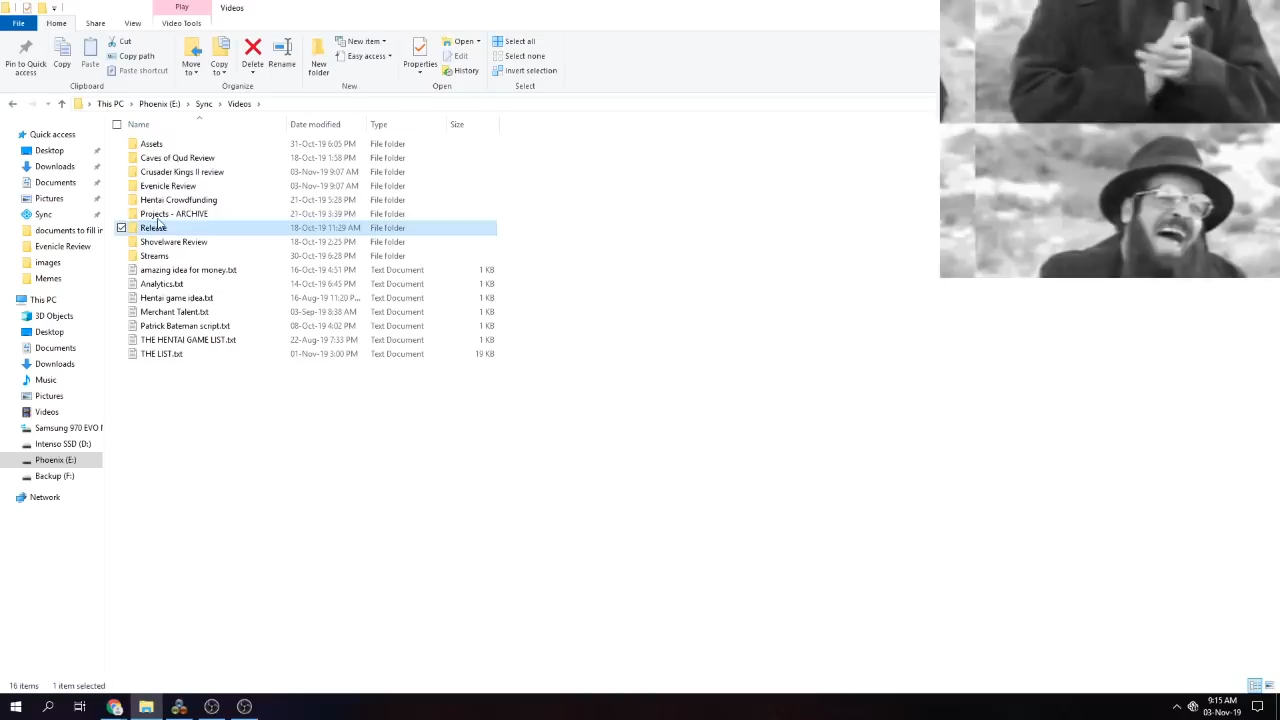 Play
Videos
File
Home
Share
View
Video Tools
Pin to Quick access
Copy
Paste
Cut
Copy path
Paste shortcut
Clipboard
Move to
Copy to
Delete
Rename
Organize
New folder
New item
Easy access
New
Properties
Open
Edit
History
Open
Select all
Select none
Invert selection
Select
This PC
Phoenix (E:)
Sync
Videos
Quick access
Desktop
Downloads
Documents
Pictures
Sync
documents to fill in
Evenicle Review
images
Memes
This PC
3D Objects
Desktop
Documents
Downloads
Music
Pictures
Videos
Samsung 970 EVO
Intenso SSD (D:)
Phoenix (E:)
Backup (F:)
Network
Name Date modified Type Size
Assets 31-Oct-19 6:05 PM File folder
Caves of Qud Review 18-Oct-19 1:58 PM File folder
Crusader Kings II review 03-Nov-19 9:07 AM File folder
Evenicle Review 03-Nov-19 9:07 AM File folder
Hentai Crowdfunding 21-Oct-19 5:28 PM File folder
Projects - ARCHIVE 21-Oct-19 3:39 PM File folder
Release 18-Oct-19 11:29 AM File folder
Shovelware Review 18-Oct-19 2:25 PM File folder
Streams 30-Oct-19 6:28 PM File folder
amazing idea for money.txt 16-Oct-19 4:51 PM Text Document 1 KB
Analytics.txt 14-Oct-19 6:45 PM Text Document 1 KB
Hentai game idea.txt 16-Aug-19 11:20 P... Text Document 1 KB
Merchant Talent.txt 03-Sep-19 8:38 AM Text Document 1 KB
Patrick Bateman script.txt 08-Oct-19 4:02 PM Text Document 1 KB
THE HENTAI GAME LIST.txt 22-Aug-19 7:33 PM Text Document 1 KB
THE LIST.txt 01-Nov-19 3:00 PM Text Document 19 KB
16 items 1 item selected
9:15 AM
03-Nov-19